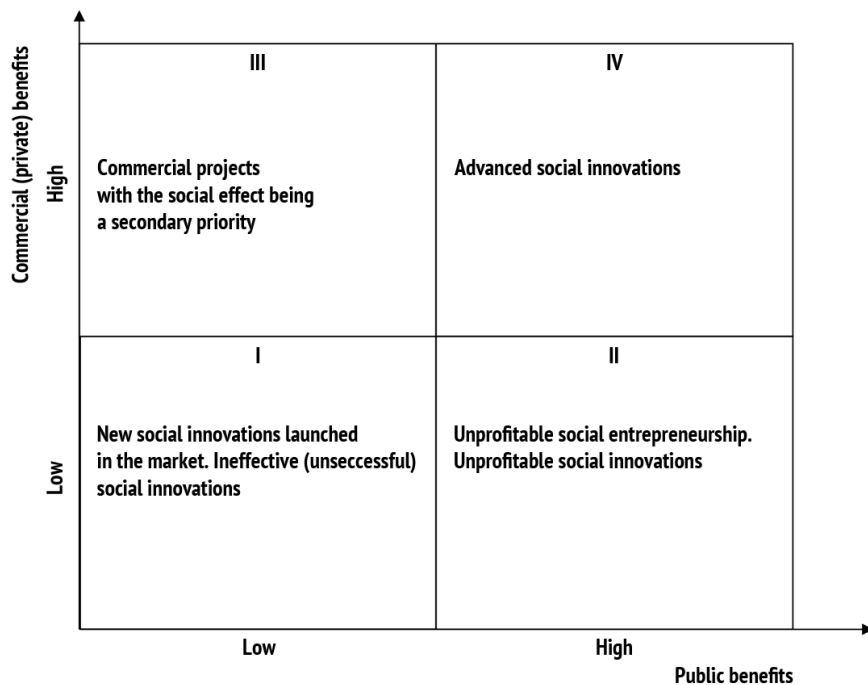 Commercial (private) benefits
High
Low
III
Commercial projects
with the social effect being
a secondary priority
IV
Advanced social innovations
I
New social innovations launched
in the market. Ineffective (unseccessful)
social innovations
II
Unprofitable social entrepreneurship.
Unprofitable social innovations
Low
High
Public benefits